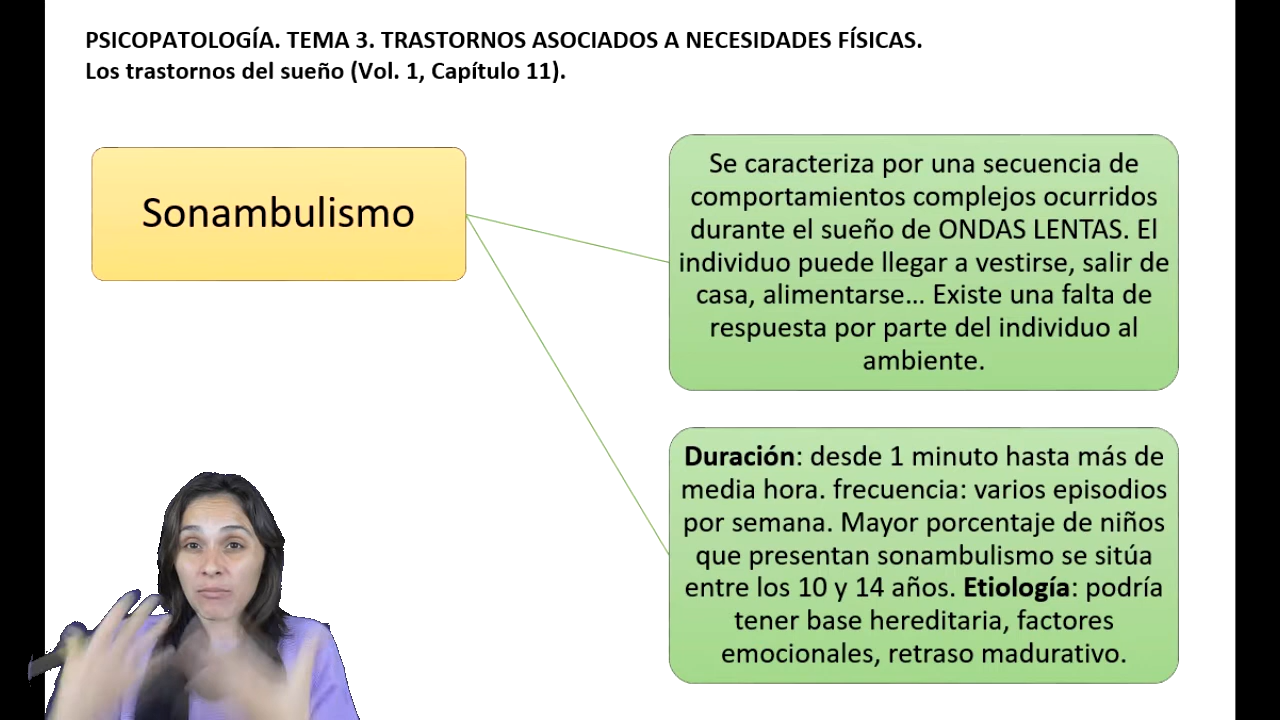 PSICOPATOLOGÍA. TEMA 3. TRASTORNOS ASOCIADOS A NECESIDADES FÍSICAS.
Los trastornos del sueño (Vol. 1, Capítulo 11).
Sonambulismo
Se caracteriza por una secuencia de
comportamientos complejos ocurridos
durante el sueño de ONDAS LENTAS. El
individuo puede llegar a vestirse, salir de
casa, alimentarse... Existe una falta de
respuesta por parte del individuo al
ambiente.
Duración: desde 1 minuto hasta más de
media hora. frecuencia: varios episodios
por semana. Mayor porcentaje de niños
que presentan sonambulismo se sitúa
entre los 10 y 14 años. Etiología: podría
tener base hereditaria, factores
emocionales, retraso madurativo.